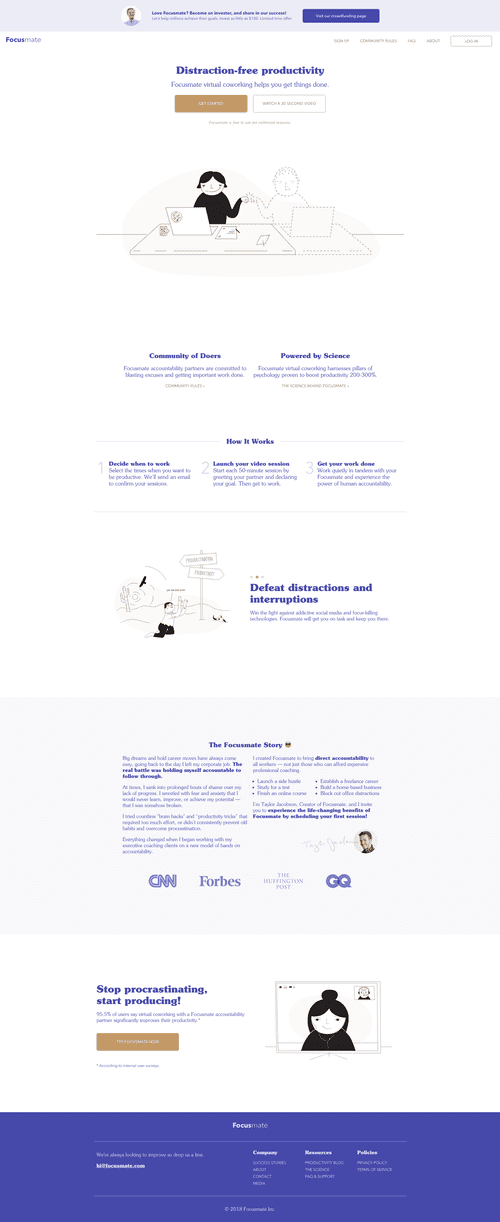 Love Focusmate? Become an investor, and share in our success!
Let's help millions achieve their goals. Invest as little as $100. Limited time offer.
Visit our crowdfunding page
Focusmate
SIGN UP
COMMUNITY RULES
FAQ
ABOUT
LOG IN
Distraction-free productivity
Focusmate virtual coworking helps you get things done.
GET STARTED
WATCH A 30 SECOND VIDEO
Community of Doers
Focusmate accountability partners are committed to
blasting excuses and getting important work done.
COMMUNITY RULES »
Powered by Science
Focusmate virtual coworking harnesses pillars of
psychology proven to boost productivity 200-300%.
THE SCIENCE BEHIND FOCUSMATE »
How It Works
1
Decide when to work
Select the times when you want to
be productive. We'll send an email
to confirm your sessions.
2
Launch your video session
Start each 50-minute session by
greeting your partner and declaring
your goal. Then get to work.
3
Get your work done
Work quietly in tandem with your
Focusmate and experience the
power of human accountability.
PROCRASTINATION
PRODUCTIVITY
Defeat distractions and
interruptions
Win the fight against addictive social media and focus-killing
technologies. Focusmate will get you on task and keep you there.
The Focusmate Story
Big dreams and bold career moves have always come
easy, going back to the day I left my corporate job. The
real battle was holding myself accountable to
follow through.
At times, I sank into prolonged bouts of shame over my
lack of progress. I wrestled with fear and anxiety that I
would never learn, improve, or achieve my potential —
that I was somehow broken.
I tried countless "brain hacks" and "productivity tricks" that
required too much effort, or didn't consistently prevent old
habits and overcome procrastination.
Everything changed when I began working with my
executive coaching clients on a new model of hands on
accountability.
I created Focusmate to bring direct accountability to
all workers — not just those who can afford expensive
professional coaching.
Launch a side hustle
Study for a test
Finish an online course
Establish a freelance career
Build a home-based business
Block out office distractions
I'm Taylor Jacobson, Creator of Focusmate, and I invite
you to experience the life-changing benefits of
Focusmate by scheduling your first session!
Taylor Jacobson
CNN
Forbes
THE
HUFFINGTON
POST
GQ
Stop procrastinating,
start producing!
95.5% of users say virtual coworking with a Focusmate accountability
partner significantly improves their productivity.*
TRY FOCUSMATE NOW
* According to internal user surveys.
Focusmate
We're always looking to improve so drop us a line.
hi@focusmate.com
Company
SUCCESS STORIES
ABOUT
CONTACT
MEDIA
Resources
PRODUCTIVITY BLOG
THE SCIENCE
FAQ & SUPPORT
Policies
PRIVACY POLICY
TERMS OF SERVICE
© 2018 Focusmate Inc.